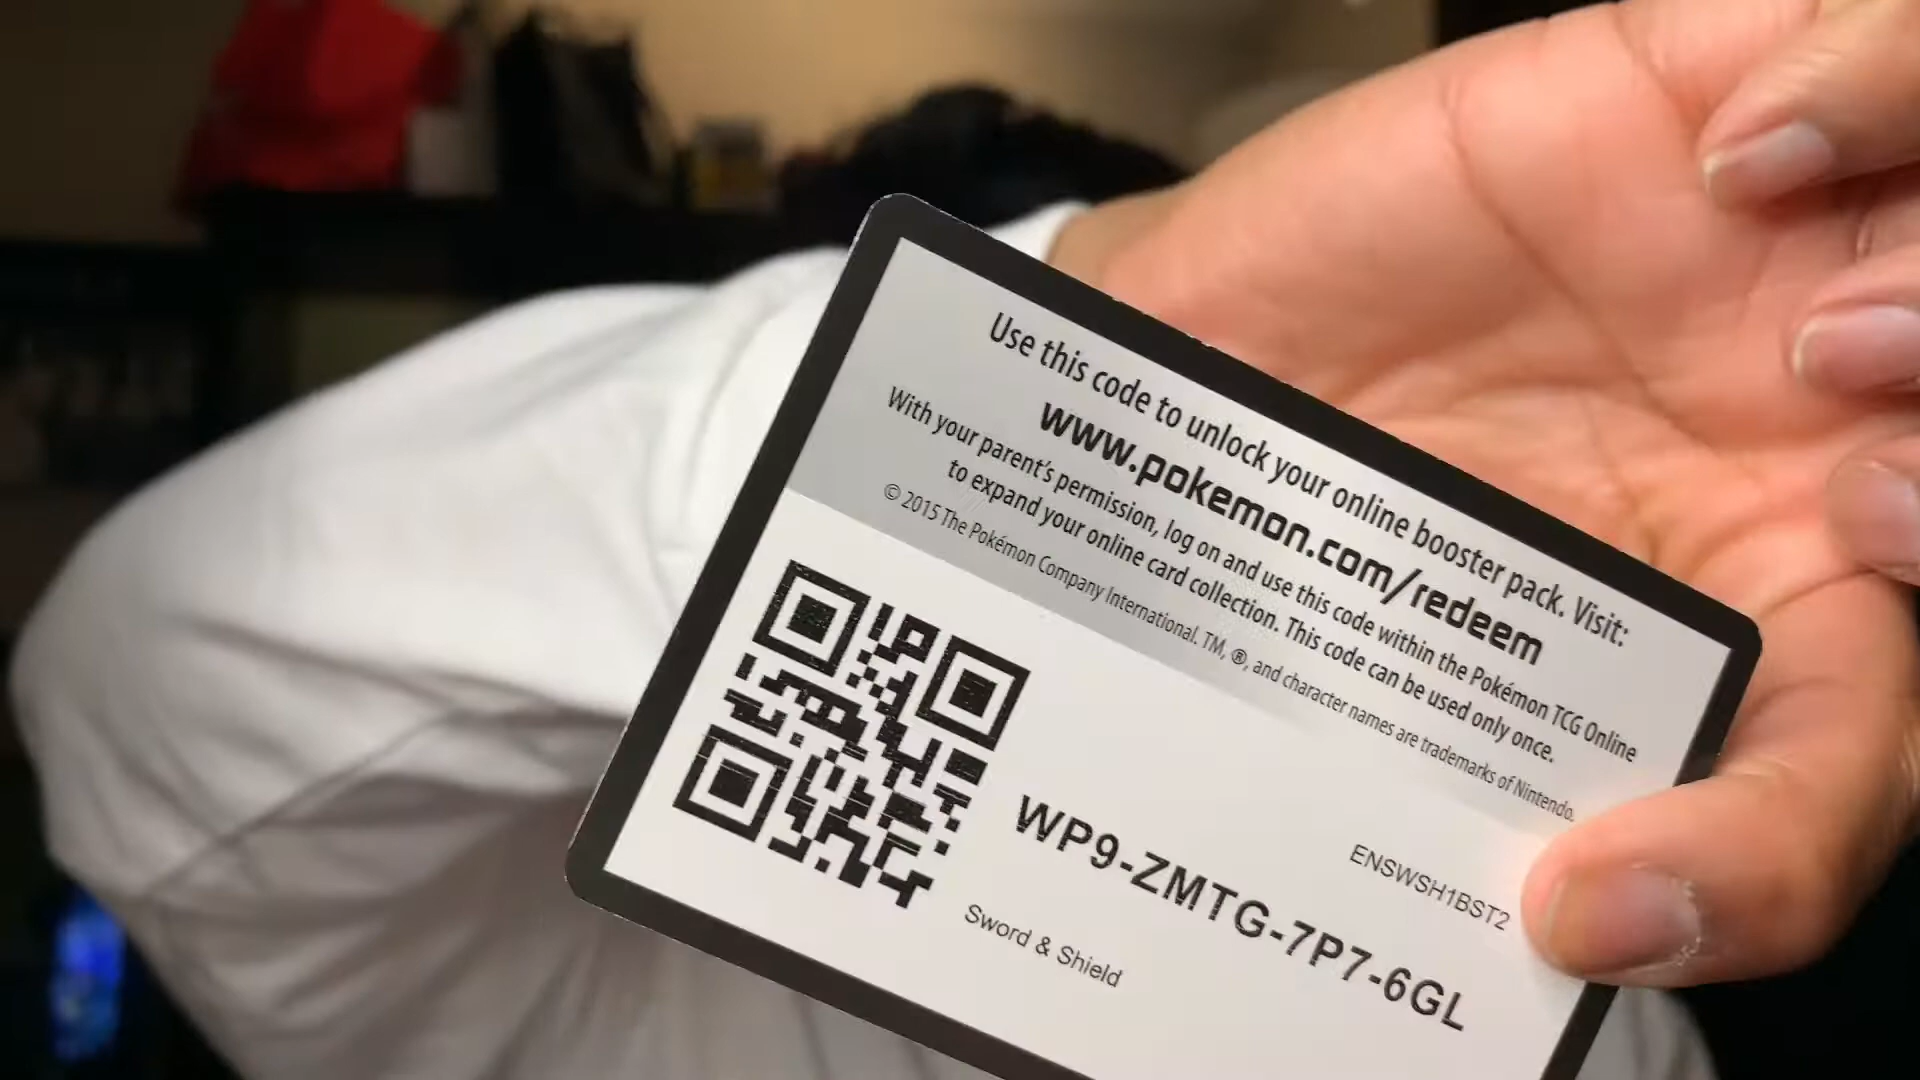 Use this code to unlock your online booster pack. Visit:
www.pokemon.com/redeem
With your parent's permission, log on and use this code within the Pokémon TCG Online
to expand your online card collection. This code can be used only once.
© 2015 The Pokémon Company International. TM, ®, and character names are trademarks of Nintendo.
ENSWSH1BST2
WP9-ZMTG-7P7-6GL
Sword & Shield